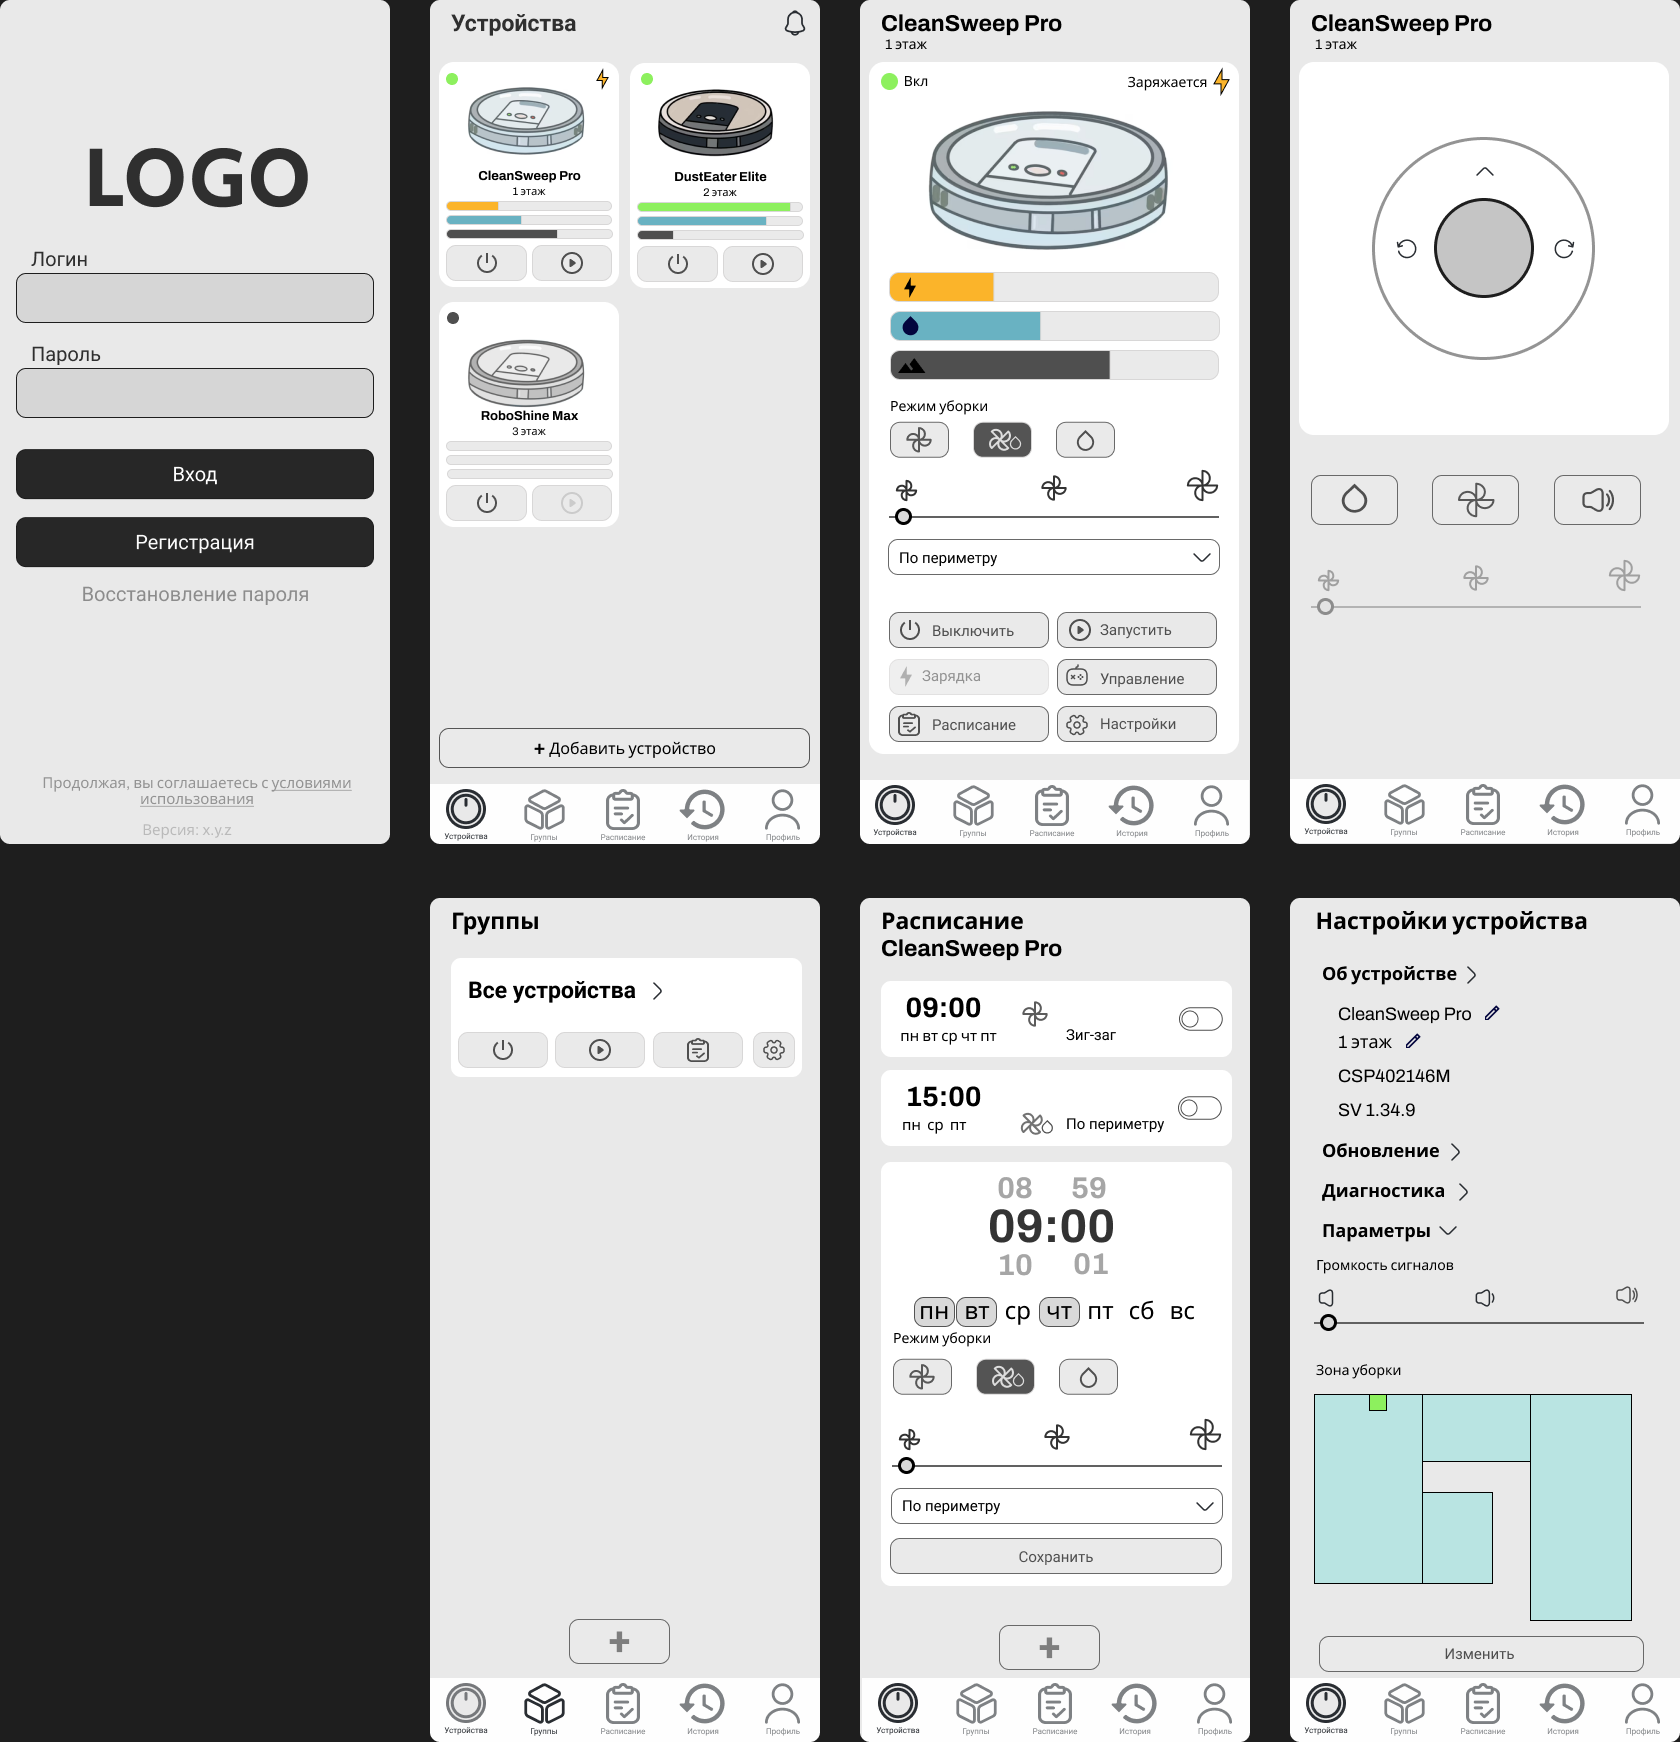 LOGO
Логин
Пароль
Вход
Регистрация
Восстановление пароля
Продолжая, вы соглашаетесь с условиями
использования
Версия: x.y.z
Устройства
CleanSweep Pro
1 этаж
DustEater Elite
2 этаж
RoboShine Max
3 этаж
+ Добавить устройство
Устройства
Группы
Расписание
История
Профиль
CleanSweep Pro
1 этаж
Вкл
Заряжается
Режим уборки
По периметру
Выключить
Запустить
Зарядка
Управление
Расписание
Настройки
Устройства
Группы
Расписание
История
Профиль
CleanSweep Pro
1 этаж
Устройства
Группы
Расписание
История
Профиль
Группы
Все устройства
+
Устройства
Группы
Расписание
История
Профиль
Расписание
CleanSweep Pro
09:00
пн вт ср чт пт
Зиг-заг
15:00
пн ср пт
По периметру
08 59
09:00
10 01
пн вт ср чт пт сб вс
Режим уборки
По периметру
Сохранить
+
Устройства
Группы
Расписание
История
Профиль
Настройки устройства
Об устройстве
CleanSweep Pro
1 этаж
CSP402146M
SV 1.34.9
Обновление
Диагностика
Параметры
Громкость сигналов
Зона уборки
Изменить
Устройства
Группы
Расписание
История
Профиль